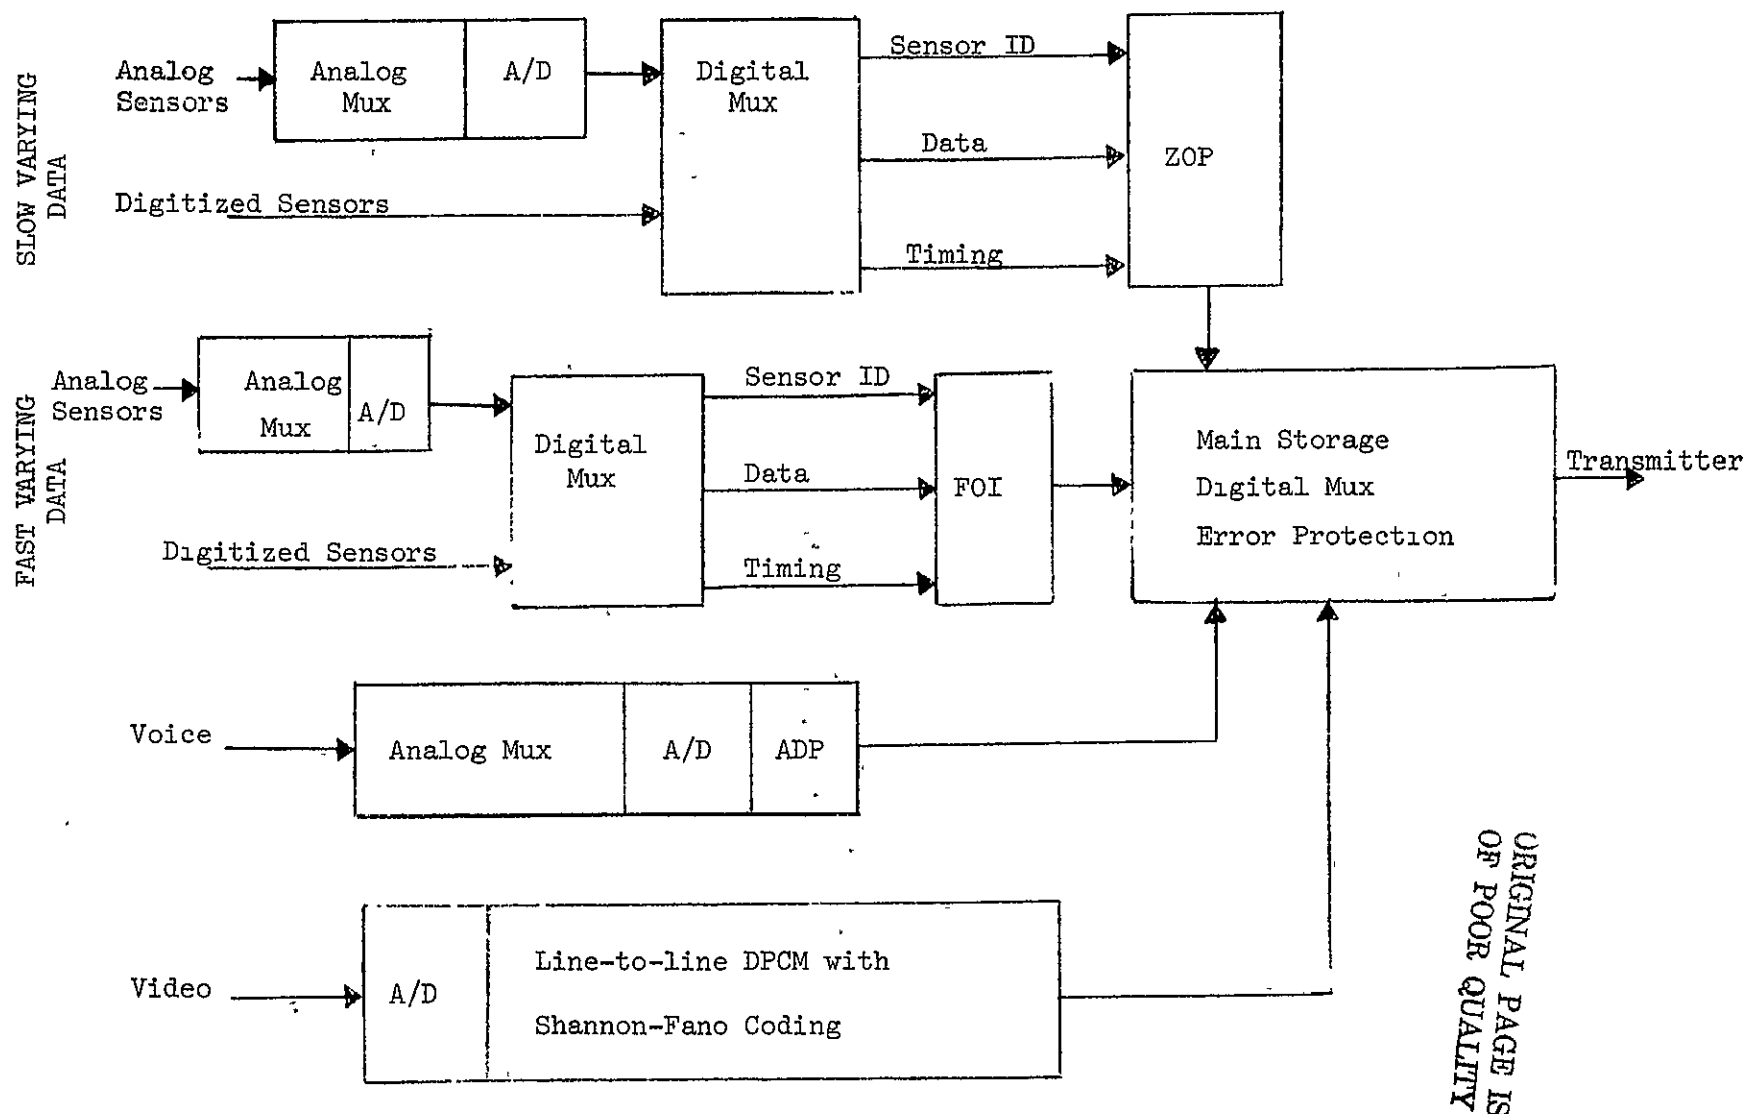 SLOW VARYING
DATA
Analog
Sensors
Analog
Mux
A/D
Digitized Sensors
Digital
Mux
Sensor ID
Data
Timing
ZOP
FAST VARYING
DATA
Analog
Sensors
Analog
Mux
A/D
Digitized Sensors
Digital
Mux
Sensor ID
Data
Timing
FOI
Main Storage
Digital Mux
Error Protection
Transmitter
Voice
Analog Mux
A/D
ADP
Video
A/D
Line-to-line DPCM with
Shannon-Fano Coding
ORIGINAL PAGE IS
OF POOR QUALITY